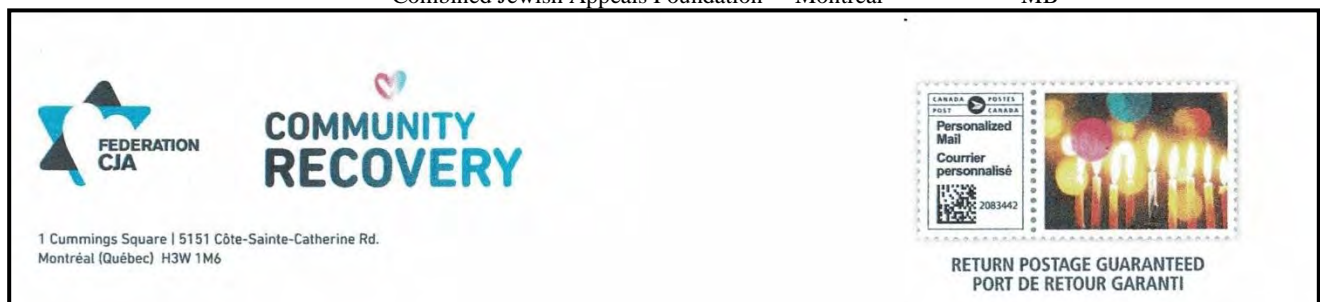 Combined Jewish Appeals Foundation Montreal MB
FEDERATION
CJA
COMMUNITY
RECOVERY
1 Cummings Square | 5151 Côte-Sainte-Catherine Rd.
Montréal (Québec) H3W 1M6
CANADA POSTES
POST CANADA
Personalized
Mail
Courrier
personnalisé
2083442
RETURN POSTAGE GUARANTEED
PORT DE RETOUR GARANTI